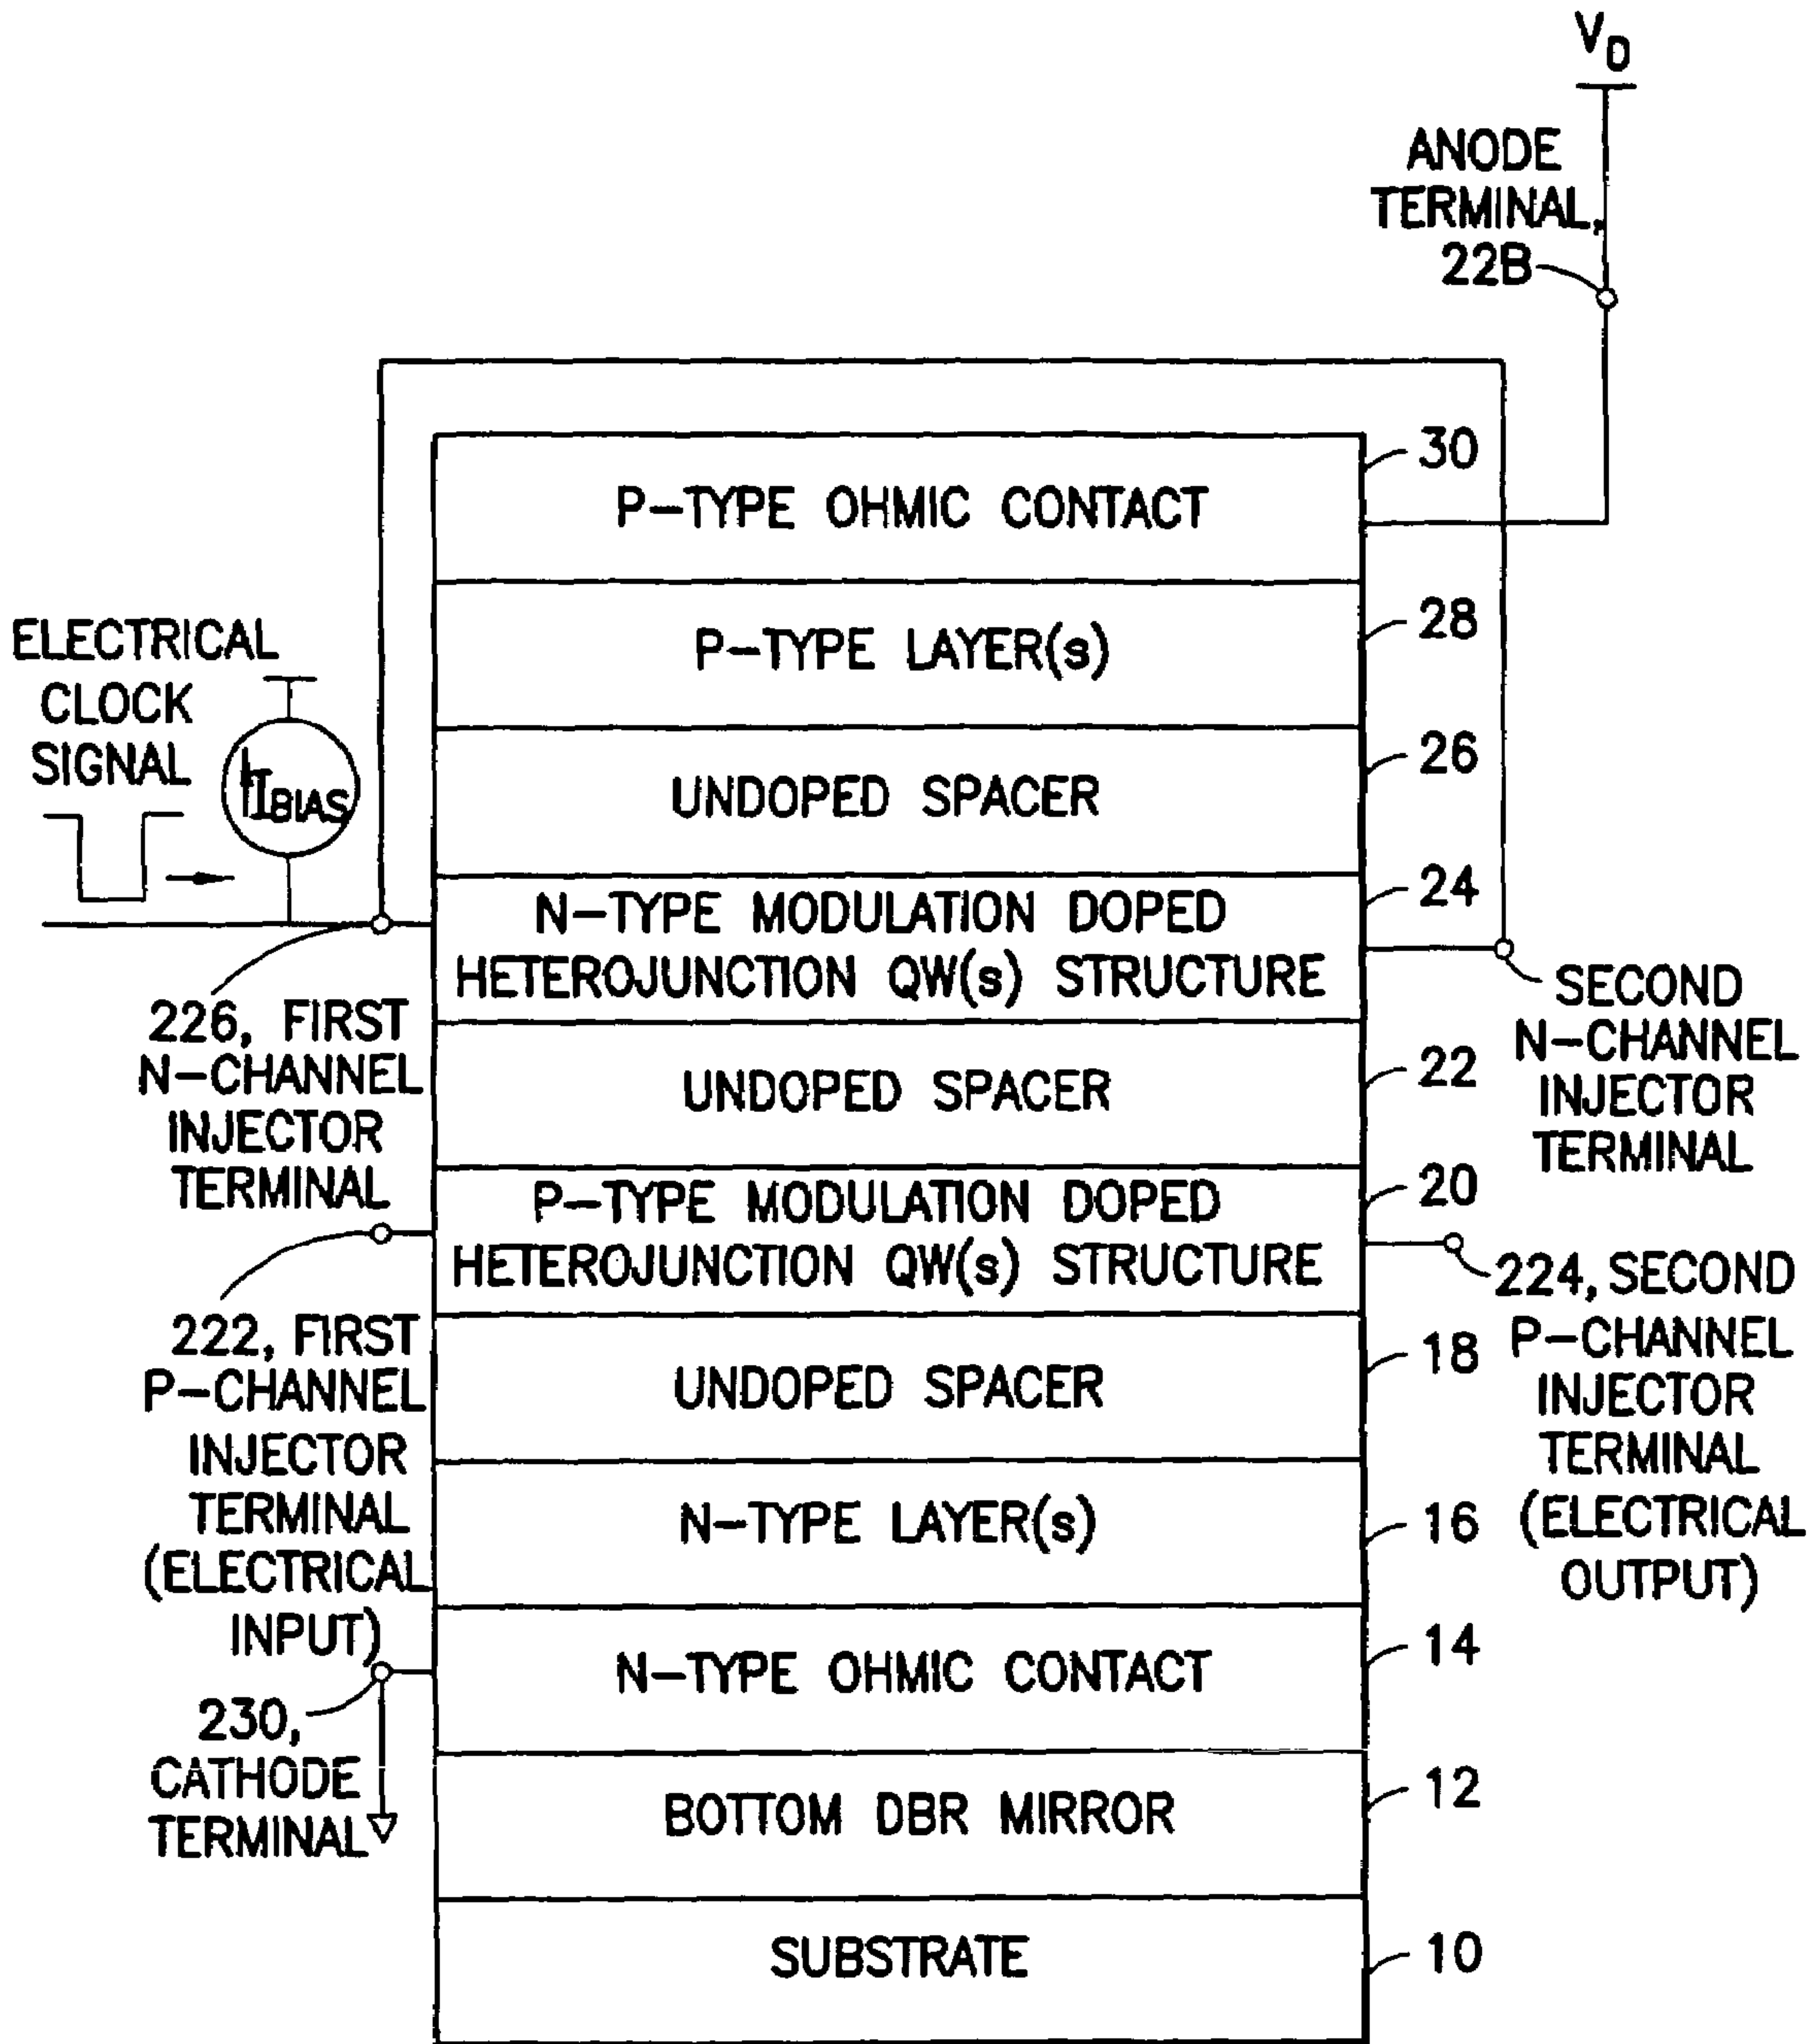 V_D
ANODE
TERMINAL,
22B
30
P-TYPE OHMIC CONTACT
28
P-TYPE LAYER(s)
ELECTRICAL
CLOCK
SIGNAL
I_BIAS
26
UNDOPED SPACER
24
N-TYPE MODULATION DOPED
HETEROJUNCTION QW(s) STRUCTURE
226, FIRST
N-CHANNEL
INJECTOR
TERMINAL
SECOND
N-CHANNEL
INJECTOR
TERMINAL
22
UNDOPED SPACER
20
P-TYPE MODULATION DOPED
HETEROJUNCTION QW(s) STRUCTURE
222, FIRST
P-CHANNEL
INJECTOR
TERMINAL
(ELECTRICAL
INPUT)
224, SECOND
P-CHANNEL
INJECTOR
TERMINAL
(ELECTRICAL
OUTPUT)
18
UNDOPED SPACER
16
N-TYPE LAYER(s)
14
N-TYPE OHMIC CONTACT
230,
CATHODE
TERMINAL
12
BOTTOM DBR MIRROR
10
SUBSTRATE